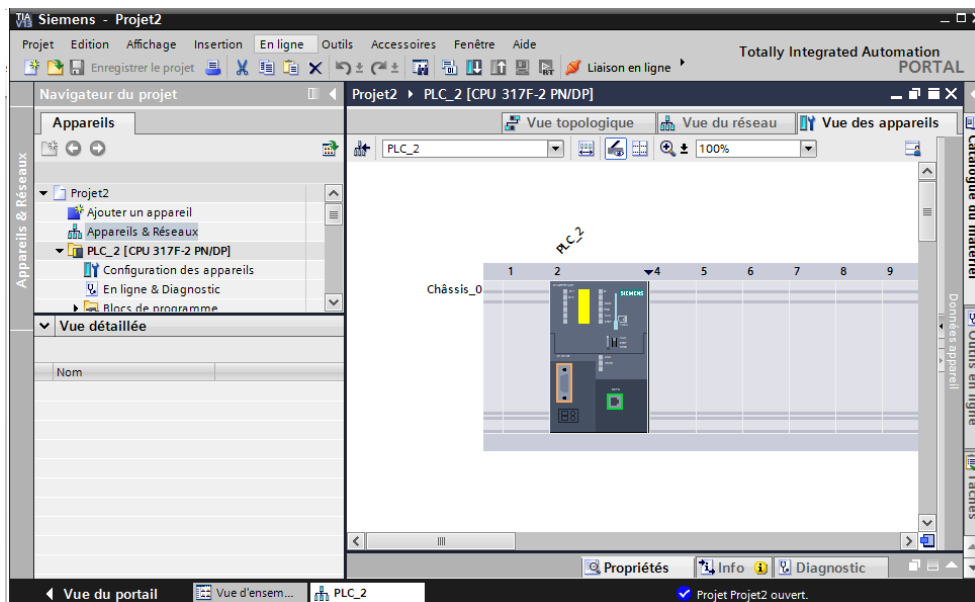 Siemens - Projet2
Projet Edition Affichage Insertion En ligne Outils Accessoires Fenêtre Aide
Totally Integrated Automation
PORTAL
Enregistrer le projet
Liaison en ligne
Navigateur du projet
Projet2 PLC_2 [CPU 317F-2 PN/DP]
Appareils
Vue topologique
Vue du réseau
Vue des appareils
PLC_2
100%
Projet2
Ajouter un appareil
Appareils & Réseaux
PLC_2 [CPU 317F-2 PN/DP]
Configuration des appareils
En ligne & Diagnostic
Blocs de programme
Vue détaillée
Nom
Appareils & Réseaux
PLC_2
1 2 4 5 6 7 8 9
Châssis_0
SIEMENS
Données appareil
Catalogue du matériel
Outils en ligne
Tâches
Propriétés
Info
Diagnostic
Vue du portail
Vue d'ensem...
PLC_2
Projet Projet2 ouvert.